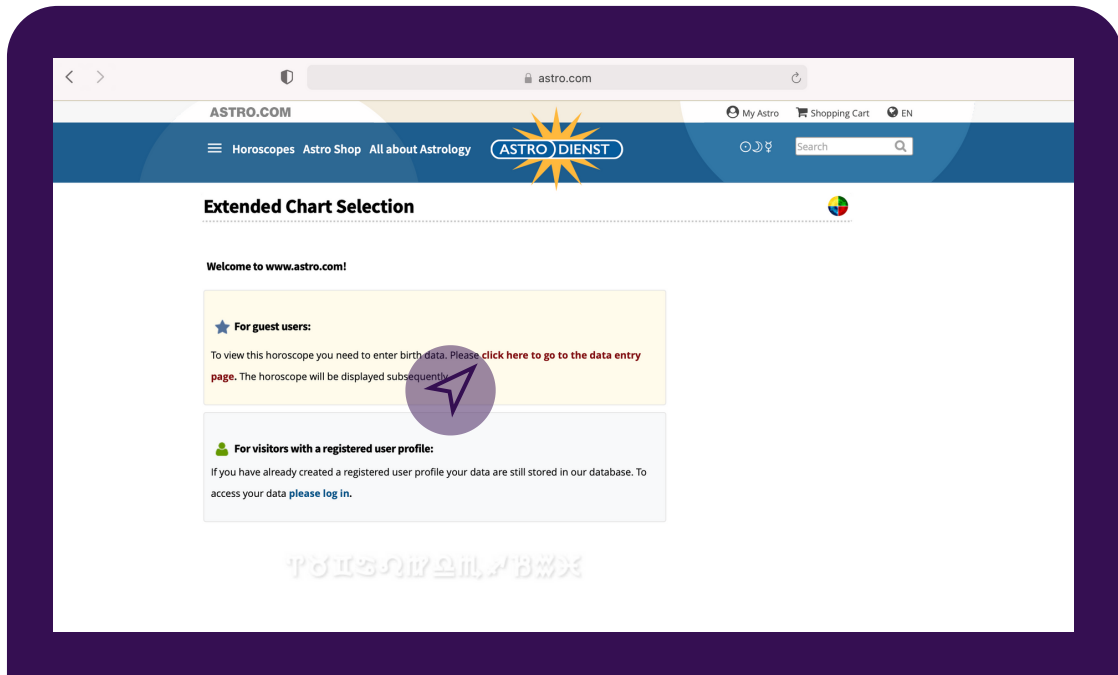 astro.com
ASTRO.COM
My Astro Shopping Cart EN
Horoscopes Astro Shop All about Astrology ASTRO DIENST ☉☽☿ Search
Extended Chart Selection
Welcome to www.astro.com!
For guest users:
To view this horoscope you need to enter birth data. Please click here to go to the data entry
page. The horoscope will be displayed subsequently.
For visitors with a registered user profile:
If you have already created a registered user profile your data are still stored in our database. To
access your data please log in.
♈♉♊♋♌♍♎♏♐♑♒♓